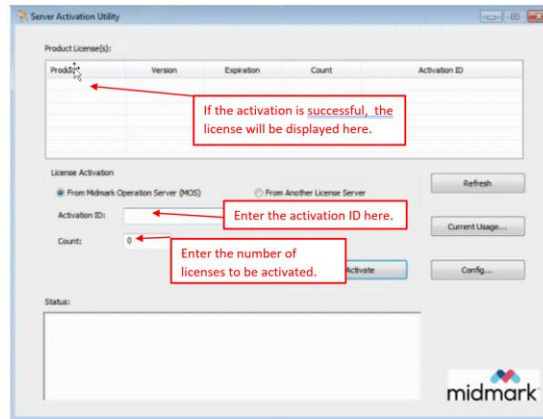 Server Activation Utility
Product License(s):
Product Version Expiration Count Activation ID
If the activation is successful, the
license will be displayed here.
License Activation
From Midmark Operation Server (MOS) From Another License Server
Refresh
Activation ID:
Enter the activation ID here.
Current Usage...
Count: 0
Enter the number of
licenses to be activated.
Activate
Config...
Status:
midmark